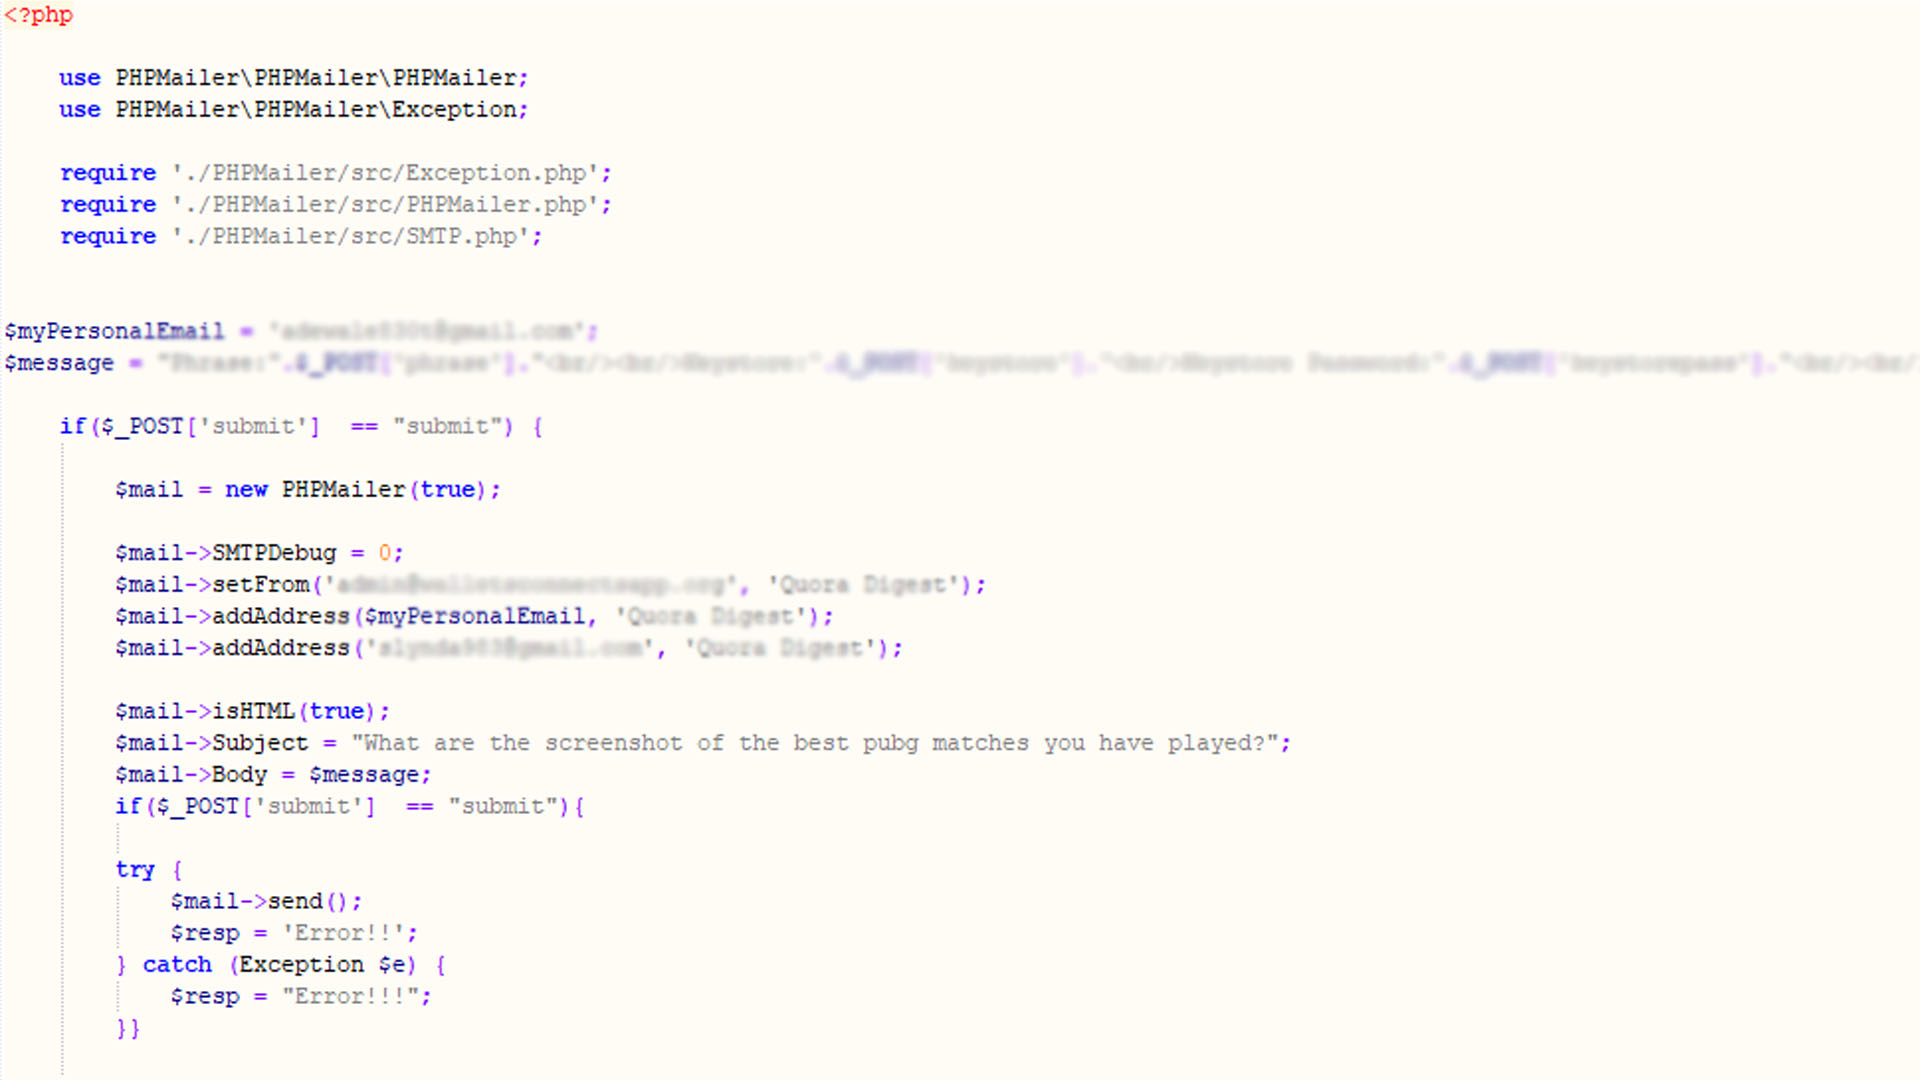 <?php
use PHPMailer\PHPMailer\PHPMailer;
use PHPMailer\PHPMailer\Exception;
require './PHPMailer/src/Exception.php';
require './PHPMailer/src/PHPMailer.php';
require './PHPMailer/src/SMTP.php';
$myPersonalEmail = '
$message =
if($_POST['submit']  == "submit") {
$mail = new PHPMailer(true);
$mail->SMTPDebug = 0;
$mail->setFrom(' 'Quora Digest');
$mail->addAddress($myPersonalEmail, 'Quora Digest');
$mail->addAddress(' ', 'Quora Digest');
$mail->isHTML(true);
$mail->Subject = "What are the screenshot of the best pubg matches you have played?";
$mail->Body = $message;
if($_POST['submit']  == "submit"){
try {
$mail->send();
$resp = 'Error!!';
} catch (Exception $e) {
$resp = "Error!!!";
}}